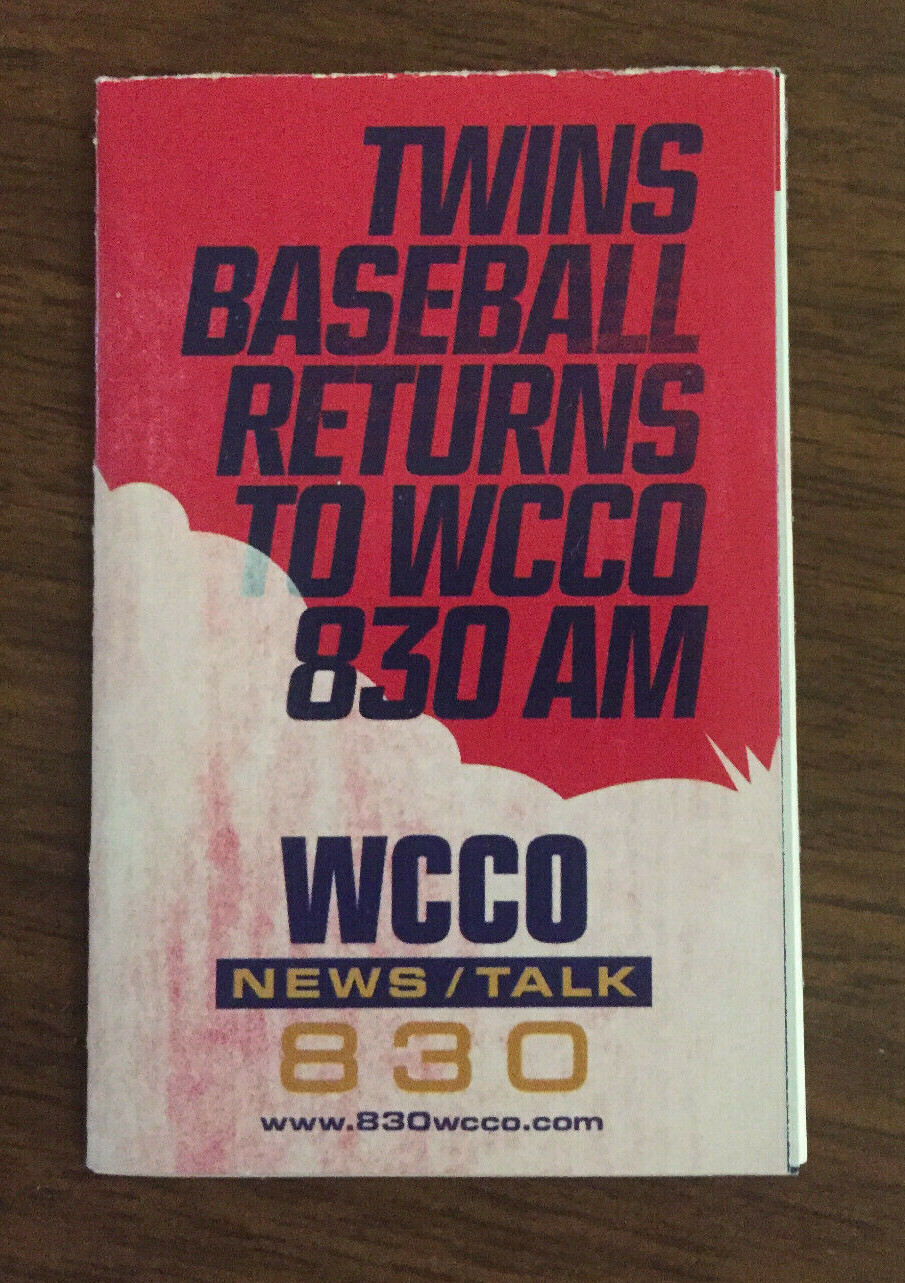 TWINS
BASEBALL
RETURNS
TO WCCO
830 AM
WCCO
NEWS / TALK
830
www.830wcco.com